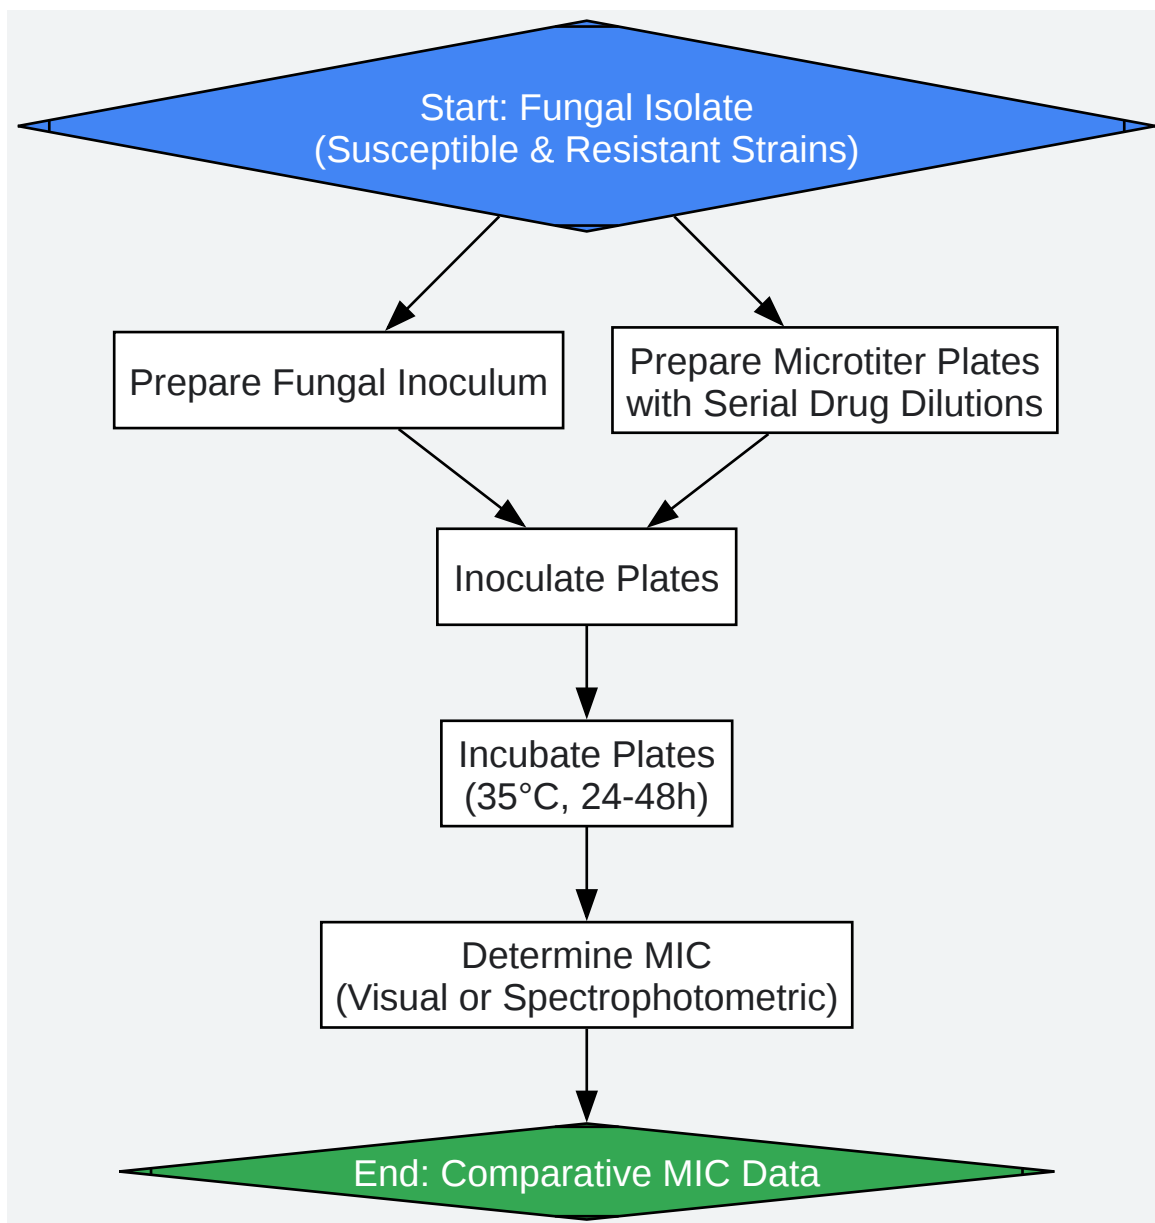 Start: Fungal Isolate
(Susceptible & Resistant Strains)
Prepare Fungal Inoculum
Prepare Microtiter Plates
with Serial Drug Dilutions
Inoculate Plates
Incubate Plates
(35°C, 24-48h)
Determine MIC
(Visual or Spectrophotometric)
End: Comparative MIC Data